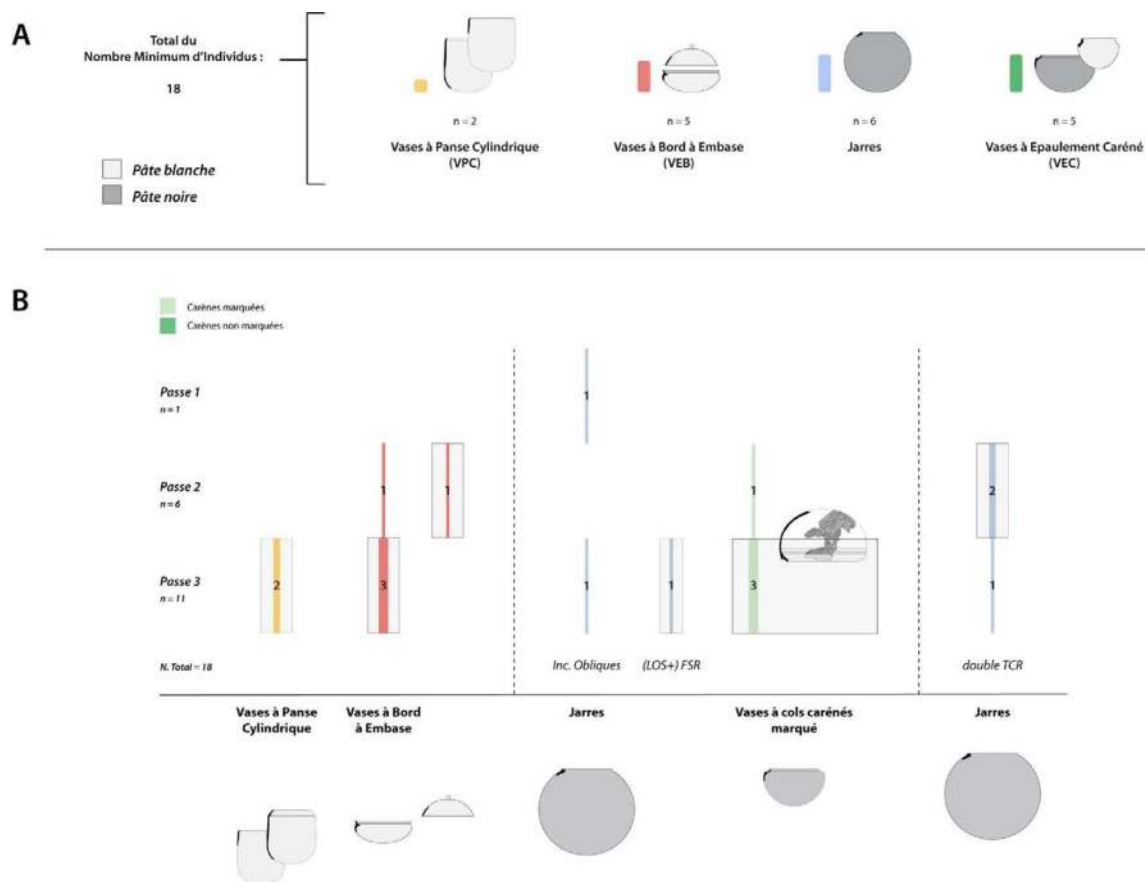 A
Total du
Nombre Minimum d'Individus :
18
Pâte blanche
Pâte noire
n = 2
Vases à Panse Cylindrique
(VPC)
n = 5
Vases à Bord à Embase
(VEB)
n = 6
Jarres
n = 5
Vases à Epaulement Caréné
(VEC)
B
Carènes marquées
Carènes non marquées
Passe 1
n = 1
1
Passe 2
n = 6
1
1
1
2
Passe 3
n = 11
2
3
1
1
3
1
N. Total = 18
Inc. Obliques
(LOS+) FSR
double TCR
Vases à Panse
Cylindrique
Vases à Bord
à Embase
Jarres
Vases à cols carénés
marqué
Jarres